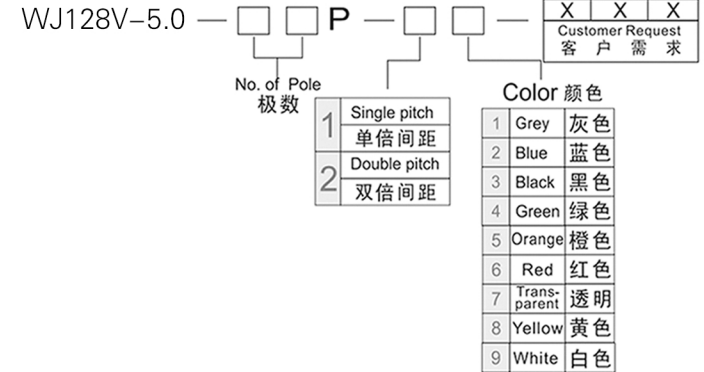 WJ128V-5.0 — □ □ P — □ □ — X X X
Customer Request
客 户 需 求
No. of Pole
极数
1 Single pitch
单倍间距
2 Double pitch
双倍间距
Color 颜色
1 Grey 灰色
2 Blue 蓝色
3 Black 黑色
4 Green 绿色
5 Orange 橙色
6 Red 红色
7 Trans-
parent 透明
8 Yellow 黄色
9 White 白色